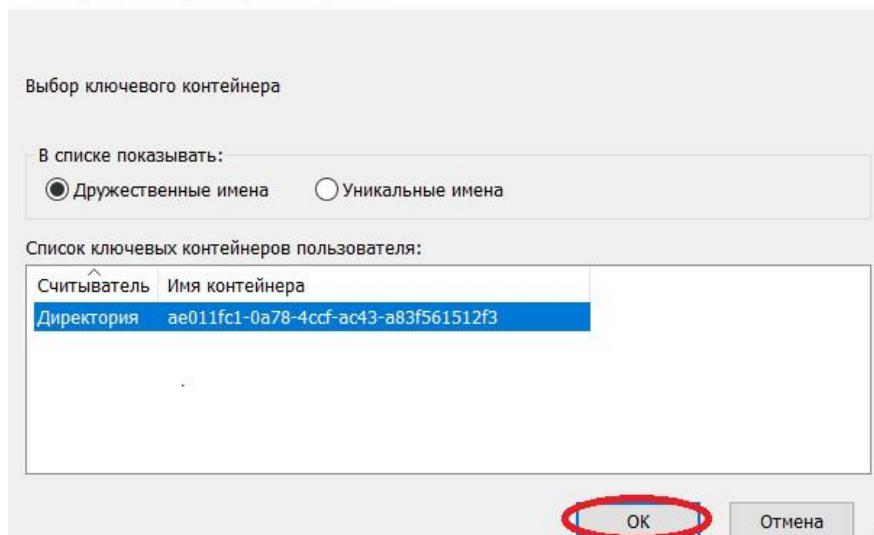 Выбор ключевого контейнера
В списке показывать:
Дружественные имена Уникальные имена
Список ключевых контейнеров пользователя:
Считыватель Имя контейнера
Директория ae011fc1-0a78-4ccf-ac43-a83f561512f3
ОК Отмена